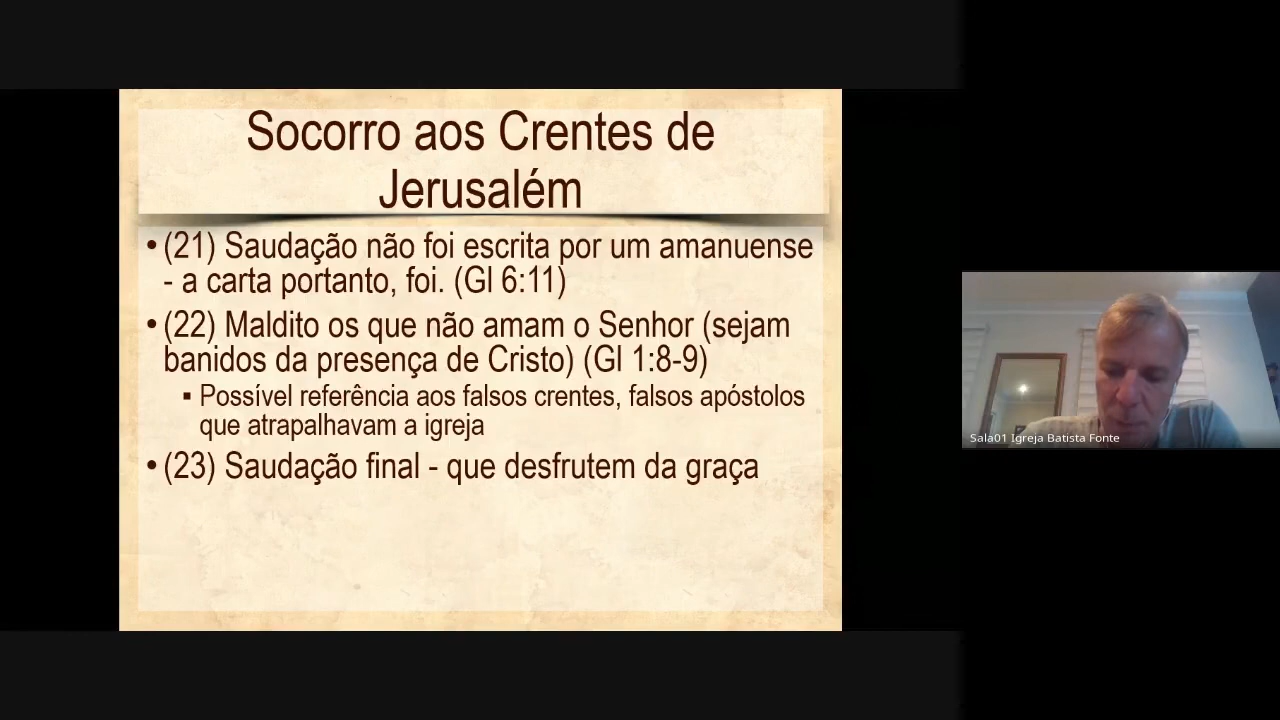 Socorro aos Crentes de
Jerusalém
• (21) Saudação não foi escrita por um amanuense
- a carta portanto, foi. (Gl 6:11)
• (22) Maldito os que não amam o Senhor (sejam
banidos da presença de Cristo) (Gl 1:8-9)
▪ Possível referência aos falsos crentes, falsos apóstolos
que atrapalhavam a igreja
• (23) Saudação final - que desfrutem da graça
Sala01 Igreja Batista Fonte